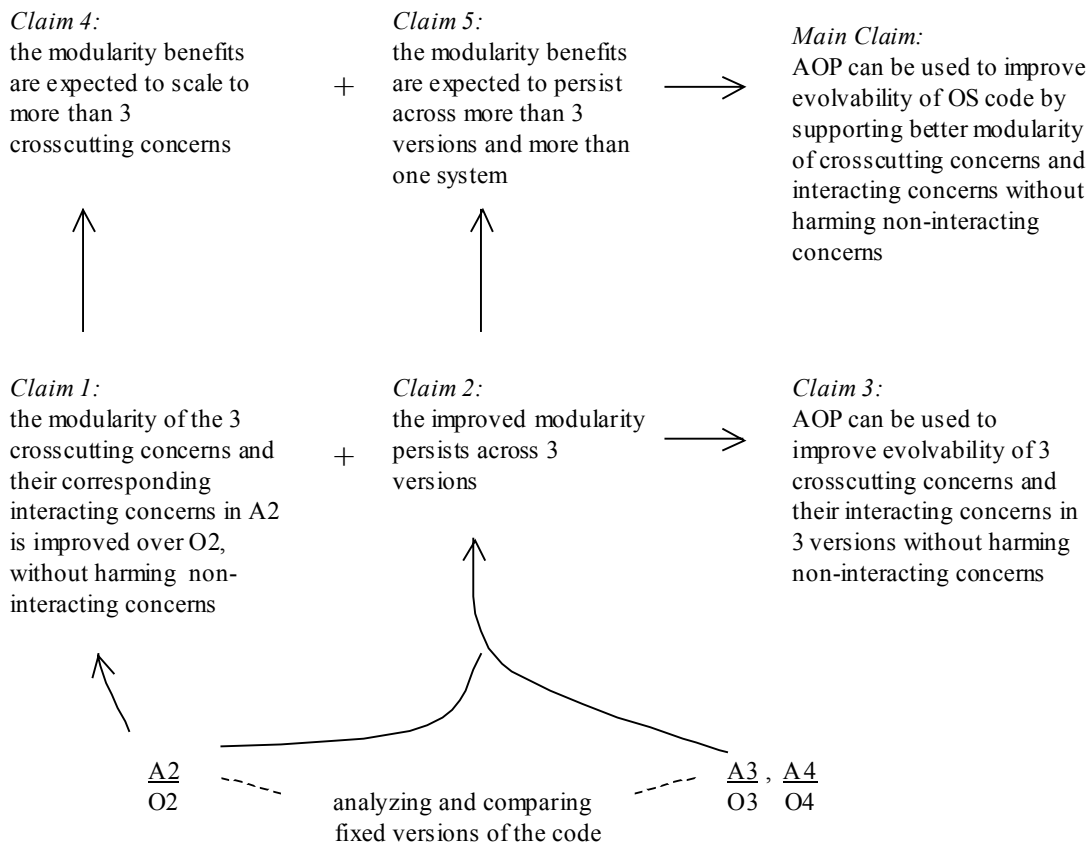 Claim 4:
the modularity benefits
are expected to scale to
more than 3
crosscutting concerns
+
Claim 5:
the modularity benefits
are expected to persist
across more than 3
versions and more than
one system
Main Claim:
AOP can be used to improve
evolvability of OS code by
supporting better modularity
of crosscutting concerns and
interacting concerns without
harming non-interacting
concerns
Claim 1:
the modularity of the 3
crosscutting concerns and
their corresponding
interacting concerns in A2
is improved over O2,
without harming non-
interacting concerns
+
Claim 2:
the improved modularity
persists across 3
versions
Claim 3:
AOP can be used to
improve evolvability of 3
crosscutting concerns and
their interacting concerns in
3 versions without harming
non-interacting concerns
A2
O2
analyzing and comparing
fixed versions of the code
A3 , A4
O3 O4